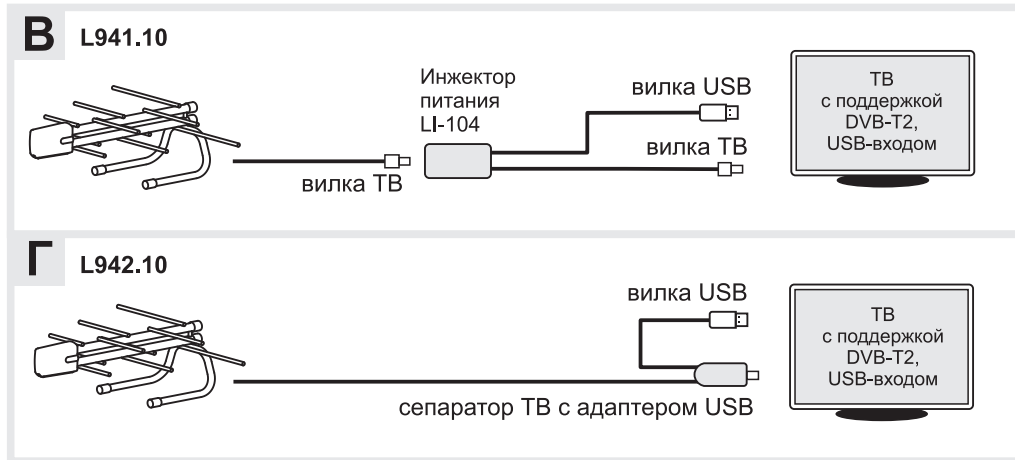 В L941.10
Инжектор
питания
LI-104
вилка USB
вилка ТВ
вилка ТВ
ТВ
с поддержкой
DVB-T2,
USB-входом
Г L942.10
вилка USB
сепаратор ТВ с адаптером USB
ТВ
с поддержкой
DVB-T2,
USB-входом